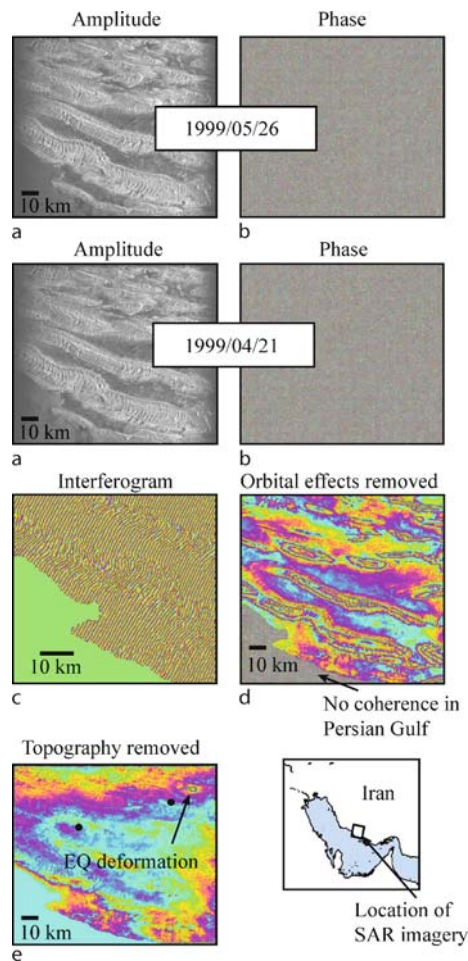 Amplitude
Phase
1999/05/26
10 km
a
b
Amplitude
Phase
1999/04/21
10 km
a
b
Interferogram
Orbital effects removed
10 km
10 km
c
d
No coherence in
Persian Gulf
Topography removed
EQ deformation
10 km
e
Iran
Location of
SAR imagery